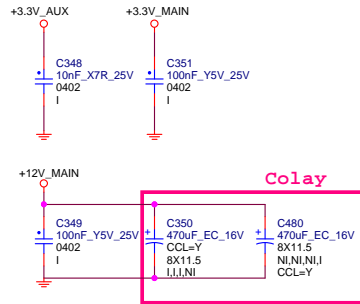 +3.3V_AUX
+3.3V_MAIN
C348
10nF_X7R_25V
0402
I
C351
100nF_Y5V_25V
0402
I
+12V_MAIN
Colay
C349
100nF_Y5V_25V
0402
I
C350
470uF_EC_16V
CCL=Y
8X11.5
I,I,I,NI
C480
470uF_EC_16V
8X11.5
NI,NI,NI,I
CCL=Y